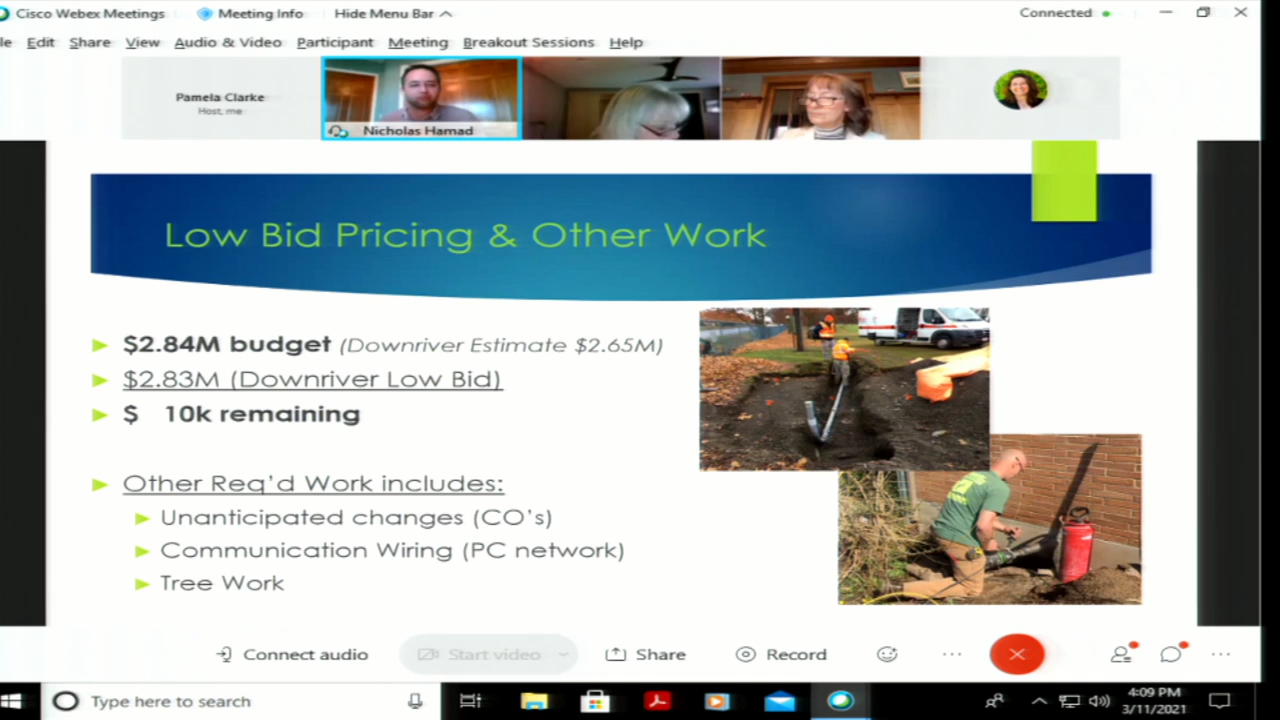 Cisco Webex Meetings
Meeting Info
Hide Menu Bar
Connected
le Edit Share View Audio & Video Participant Meeting Breakout Sessions Help
Pamela Clarke
Host, me
Nicholas Hamad
Low Bid Pricing & Other Work
$2.84M budget (Downriver Estimate $2.65M)
$2.83M (Downriver Low Bid)
$ 10k remaining
Other Req'd Work includes:
Unanticipated changes (CO's)
Communication Wiring (PC network)
Tree Work
Connect audio
Start video
Share
Record
Type here to search
4:09 PM
3/11/2021